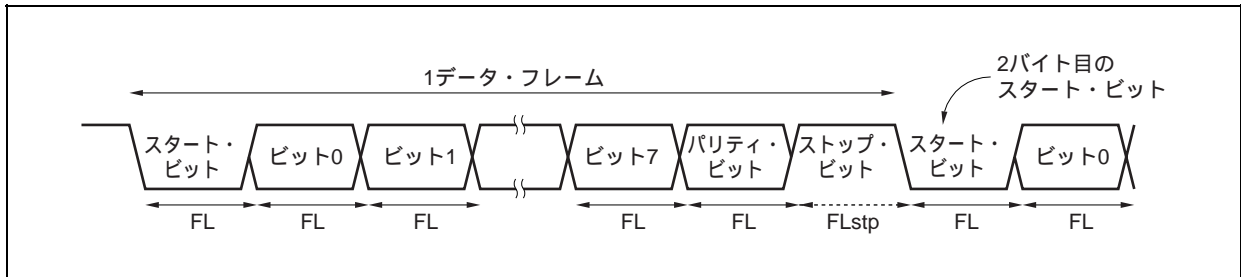 1データ・フレーム
2バイト目の
スタート・ビット
スタート・
ビット
ビット0
ビット1
ビット7
パリティ・
ビット
ストップ・
ビット
スタート・
ビット
ビット0
FL
FL
FL
FL
FL
FLstp
FL
FL